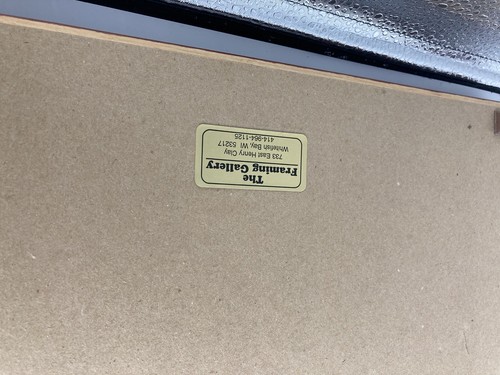 The
Framing Gallery
733 East Henry Clay
Whitefish Bay, WI 53217
414-964-1125